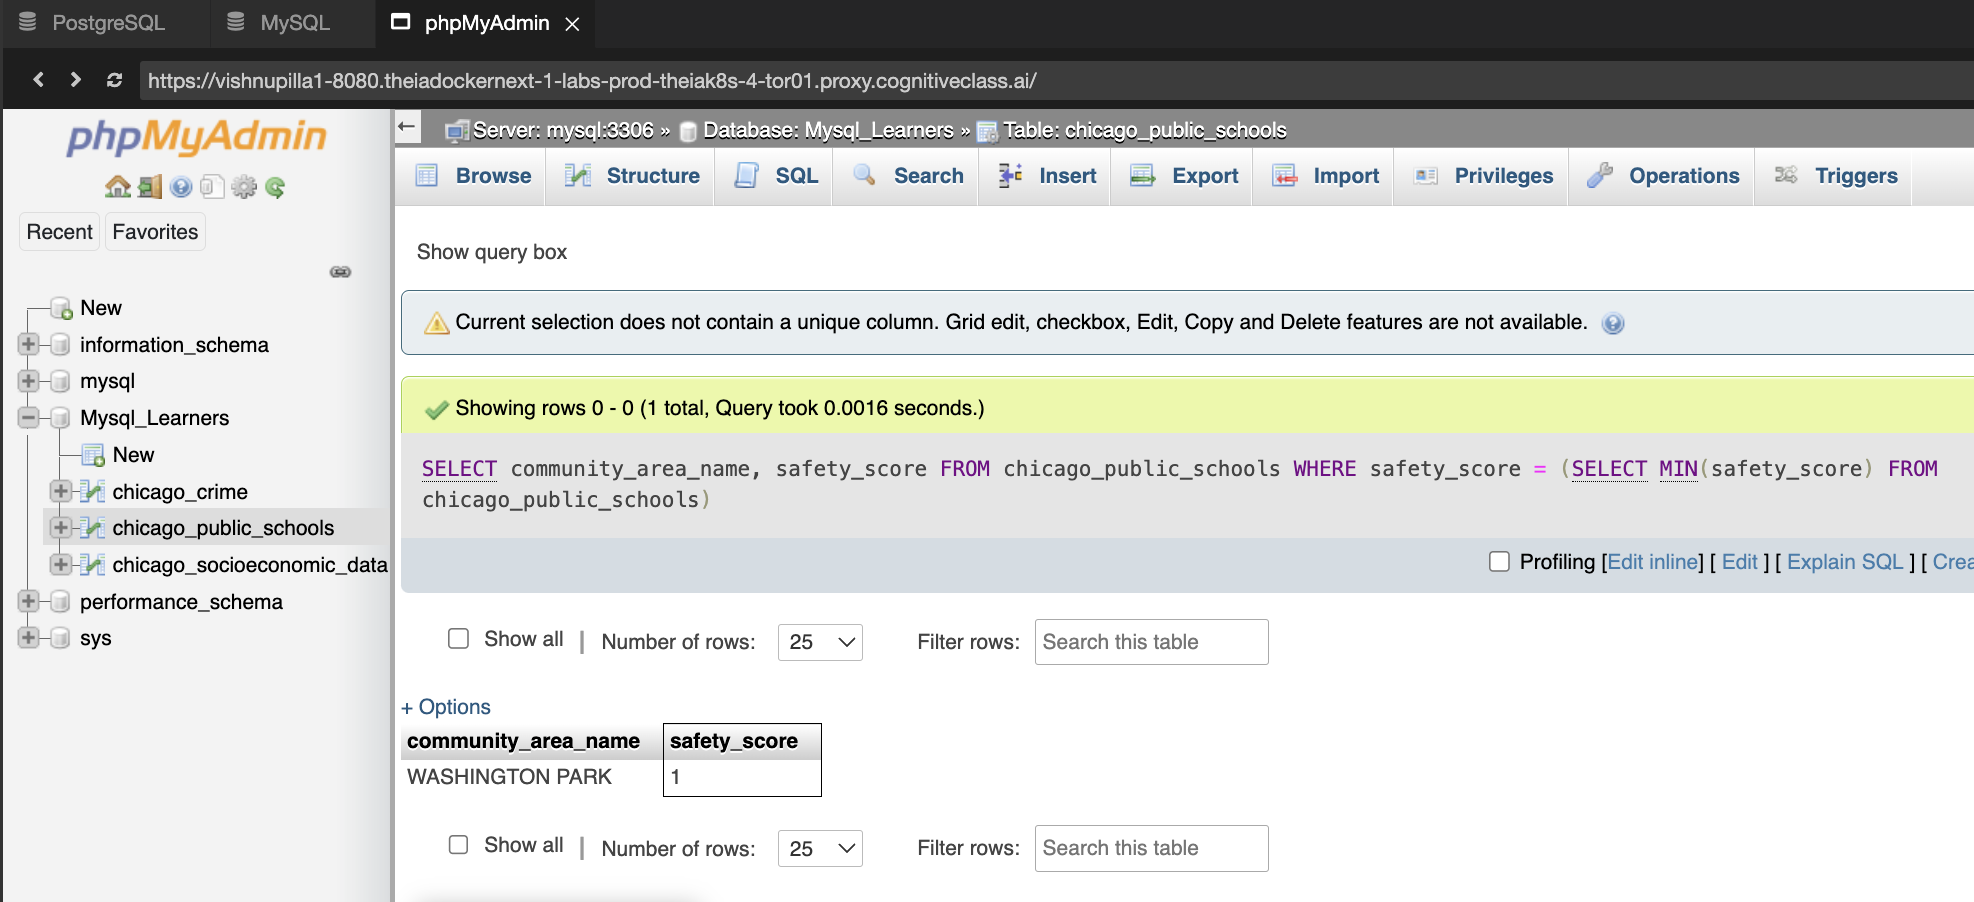 PostgreSQL MySQL phpMyAdmin
https://vishnupilla1-8080.theiadockernext-1-labs-prod-theiak8s-4-tor01.proxy.cognitiveclass.ai/
phpMyAdmin
Recent Favorites
New
information_schema
mysql
Mysql_Learners
New
chicago_crime
chicago_public_schools
chicago_socioeconomic_data
performance_schema
sys
Server: mysql:3306 » Database: Mysql_Learners » Table: chicago_public_schools
Browse Structure SQL Search Insert Export Import Privileges Operations Triggers
Show query box
Current selection does not contain a unique column. Grid edit, checkbox, Edit, Copy and Delete features are not available.
Showing rows 0 - 0 (1 total, Query took 0.0016 seconds.)
SELECT community_area_name, safety_score FROM chicago_public_schools WHERE safety_score = (SELECT MIN(safety_score) FROM
chicago_public_schools)
Profiling [Edit inline] [ Edit ] [ Explain SQL ] [ Crea
Show all | Number of rows: 25 Filter rows: Search this table
+ Options
community_area_name safety_score
WASHINGTON PARK 1
Show all | Number of rows: 25 Filter rows: Search this table